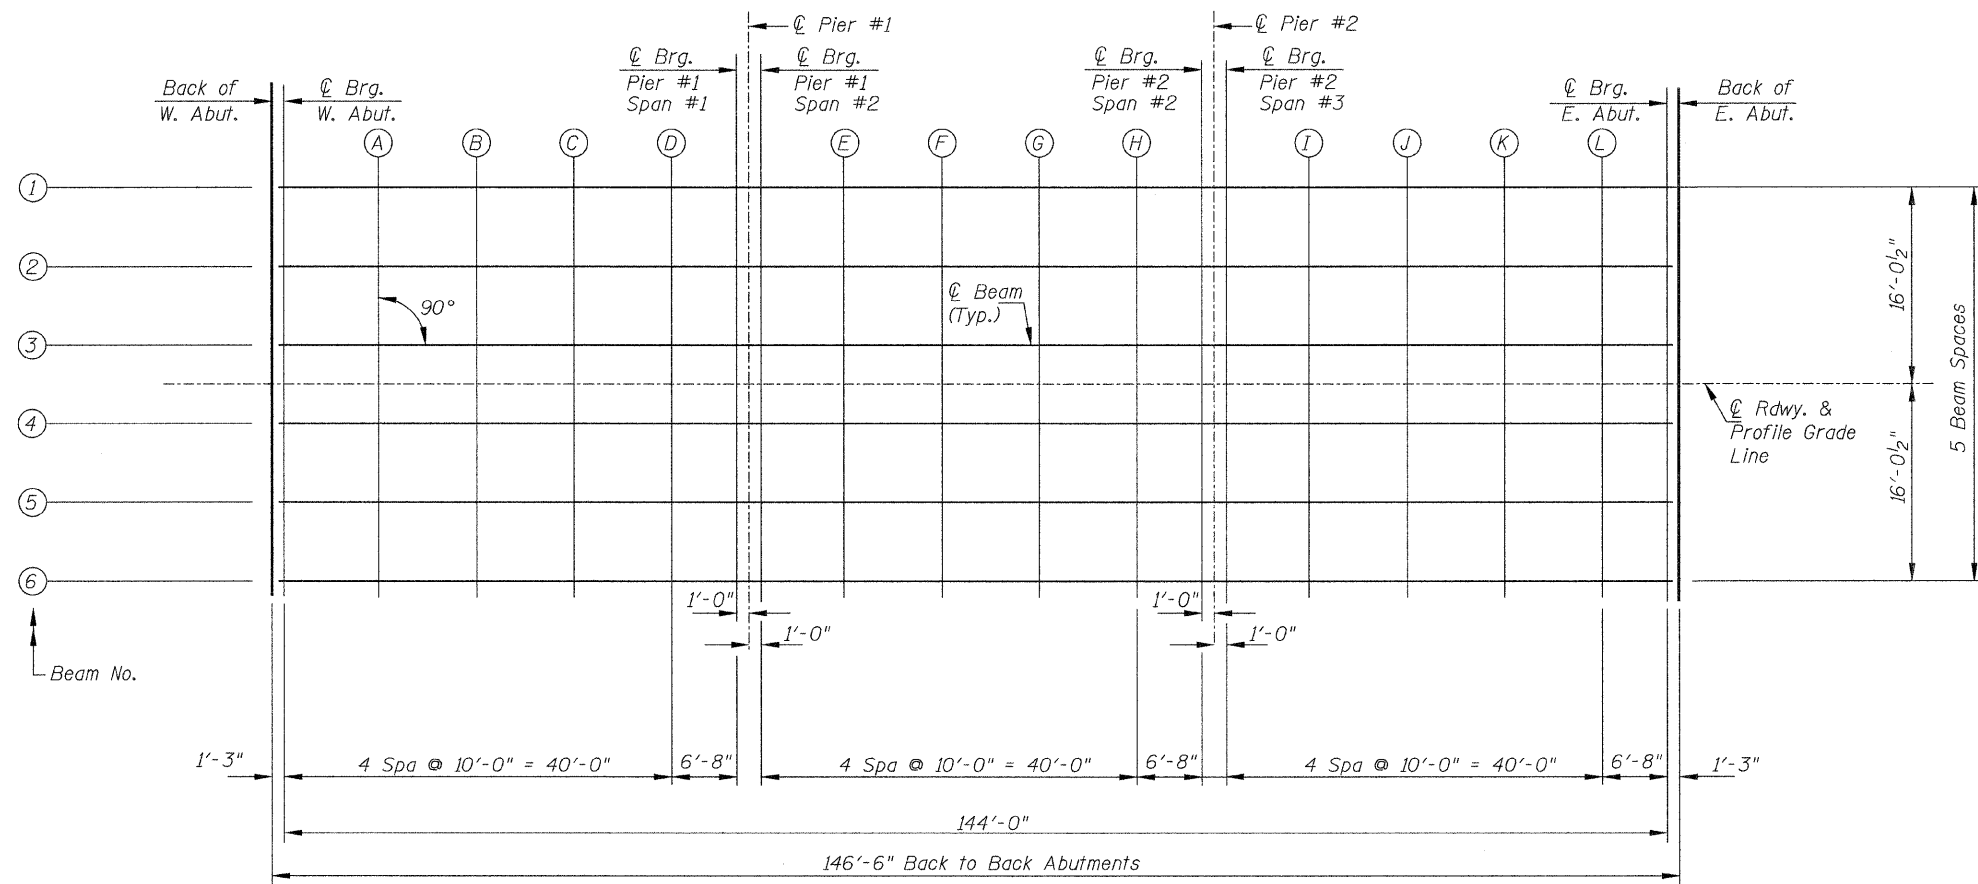 ℄ Pier #1
℄ Pier #2
℄ Brg.
Pier #1
Span #1
℄ Brg.
Pier #1
Span #2
℄ Brg.
Pier #2
Span #2
℄ Brg.
Pier #2
Span #3
Back of
W. Abut.
℄ Brg.
W. Abut.
℄ Brg.
E. Abut.
Back of
E. Abut.
A B C D E F G H I J K L
1
2
3
4
5
6
90°
℄ Beam
(Typ.)
16'-0½"
16'-0½"
5 Beam Spaces
℄ Rdwy. &
Profile Grade
Line
1'-0"
1'-0"
1'-0"
1'-0"
Beam No.
1'-3"
4 Spa @ 10'-0" = 40'-0"
6'-8"
4 Spa @ 10'-0" = 40'-0"
6'-8"
4 Spa @ 10'-0" = 40'-0"
6'-8"
1'-3"
144'-0"
146'-6" Back to Back Abutments